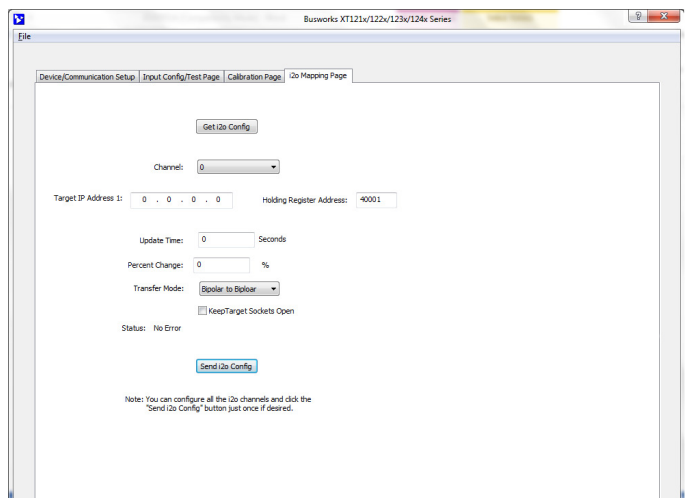 Busworks XT121x/122x/123x/124x Series
? X
File
Device/Communication Setup Input Config/Test Page Calibration Page i2o Mapping Page
Get i2o Config
Channel: 0
Target IP Address 1: 0 . 0 . 0 . 0 Holding Register Address: 40001
Update Time: 0 Seconds
Percent Change: 0 %
Transfer Mode: Bipolar to Biploar
KeepTarget Sockets Open
Status: No Error
Send i2o Config
Note: You can configure all the i2o channels and click the
"Send i2o Config" button just once if desired.